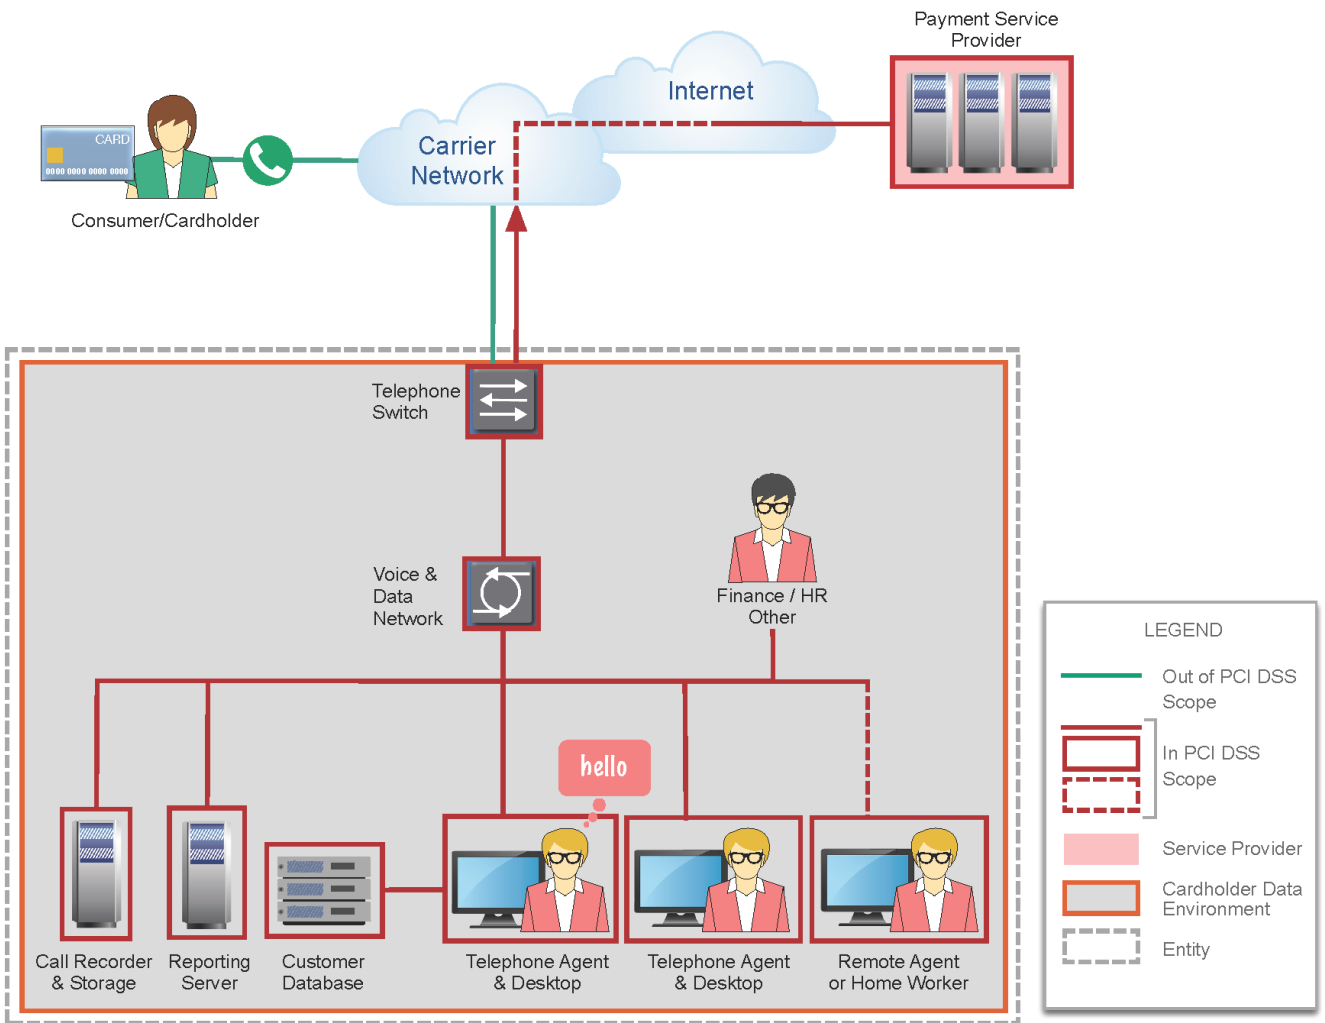 Payment Service
Provider
Internet
CARD
0000 0000 0000 0000
Carrier
Network
Consumer/Cardholder
Telephone
Switch
Voice &
Data
Network
Finance / HR
Other
hello
Call Recorder
& Storage
Reporting
Server
Customer
Database
Telephone Agent
& Desktop
Telephone Agent
& Desktop
Remote Agent
or Home Worker
LEGEND
Out of PCI DSS
Scope
In PCI DSS
Scope
Service Provider
Cardholder Data
Environment
Entity